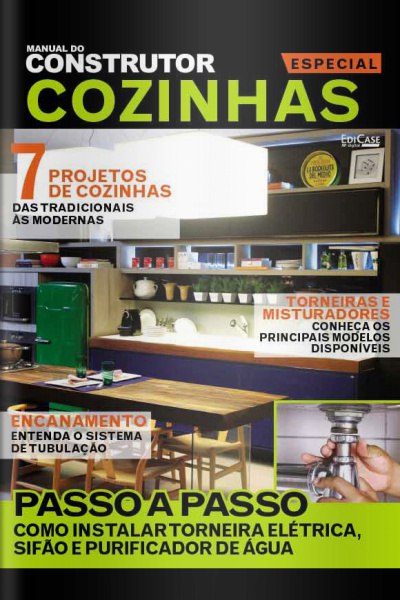 MANUAL DO
CONSTRUTOR
ESPECIAL
COZINHAS
EDICASE
digital
7 PROJETOS
DE COZINHAS
DAS TRADICIONAIS
ÀS MODERNAS
TORNEIRAS E
MISTURADORES
CONHEÇA OS
PRINCIPAIS MODELOS
DISPONÍVEIS
ENCANAMENTO
ENTENDA O SISTEMA
DE TUBULAÇÃO
PASSO A PASSO
COMO INSTALAR TORNEIRA ELÉTRICA,
SIFÃO E PURIFICADOR DE ÁGUA